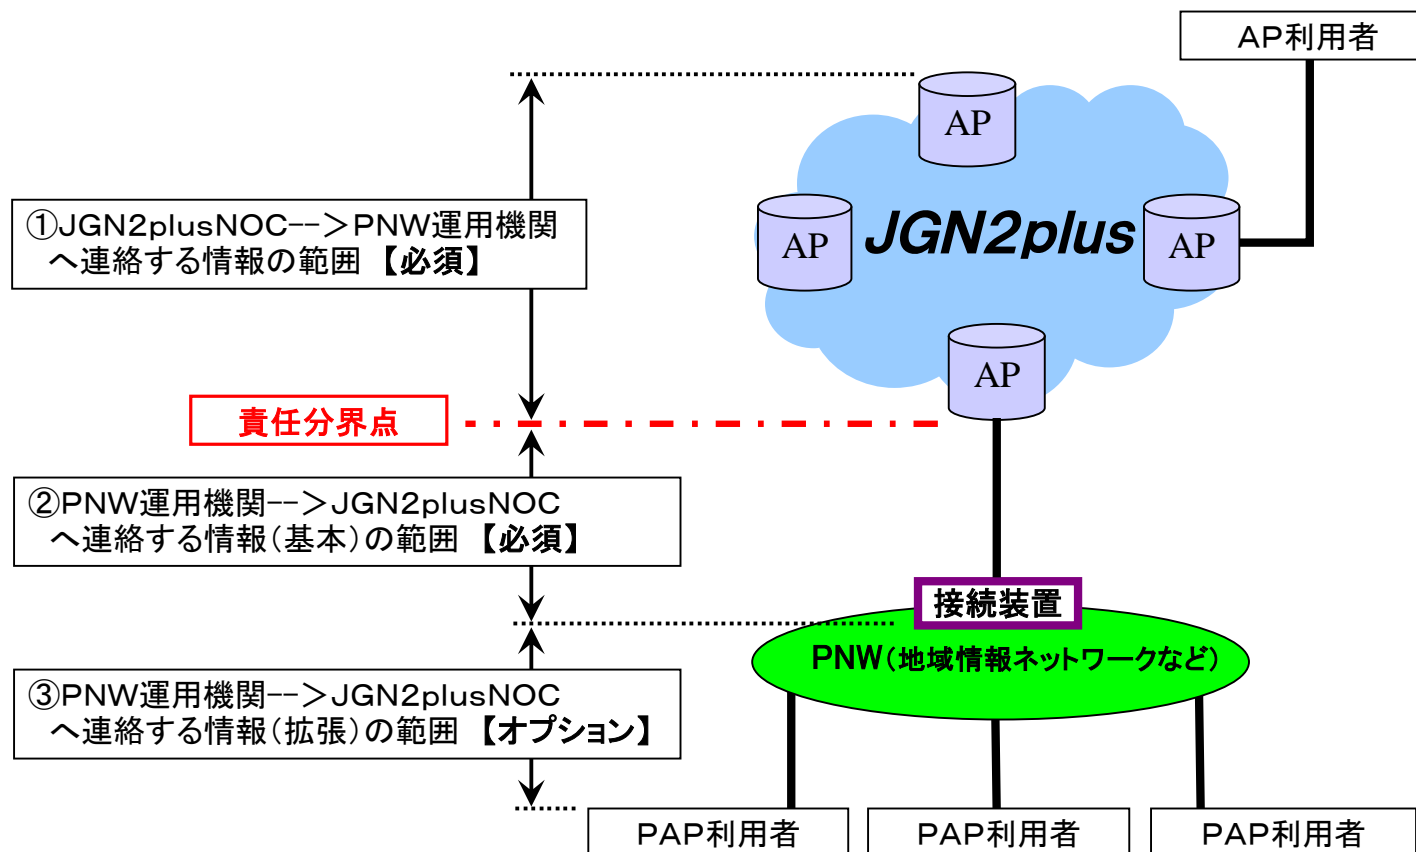 AP利用者
AP
AP
JGN2plus
AP
AP
①JGN2plusNOC-->PNW運用機関
へ連絡する情報の範囲 【必須】
責任分界点
②PNW運用機関-->JGN2plusNOC
へ連絡する情報(基本)の範囲 【必須】
接続装置
PNW(地域情報ネットワークなど)
③PNW運用機関-->JGN2plusNOC
へ連絡する情報(拡張)の範囲 【オプション】
PAP利用者
PAP利用者
PAP利用者